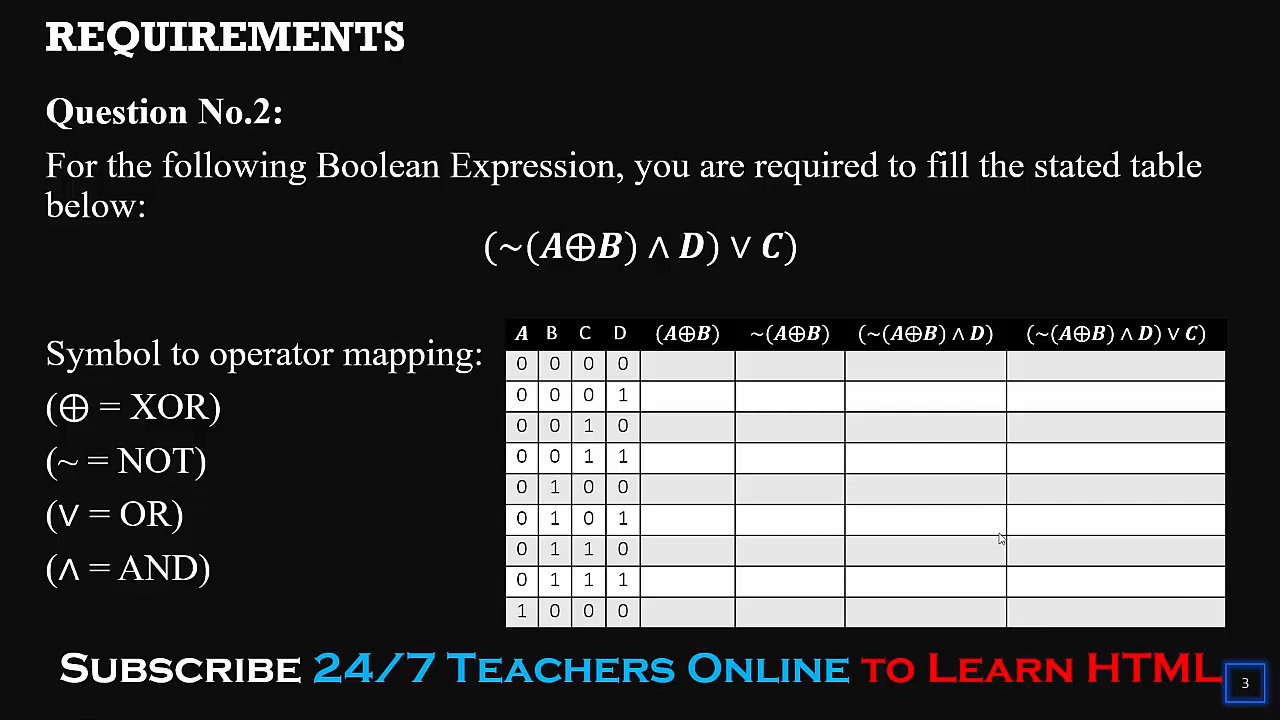 REQUIREMENTS
Question No.2:
For the following Boolean Expression, you are required to fill the stated table
below:
(~(A⊕B) ∧ D) ∨ C)
Symbol to operator mapping:
(⊕ = XOR)
(~ = NOT)
(∨ = OR)
(∧ = AND)
A B C D (A⊕B) ~(A⊕B) (~(A⊕B) ∧ D) (~(A⊕B) ∧ D) ∨ C)
0 0 0 0
0 0 0 1
0 0 1 0
0 0 1 1
0 1 0 0
0 1 0 1
0 1 1 0
0 1 1 1
1 0 0 0
SUBSCRIBE 24/7 TEACHERS ONLINE TO LEARN HTML
3